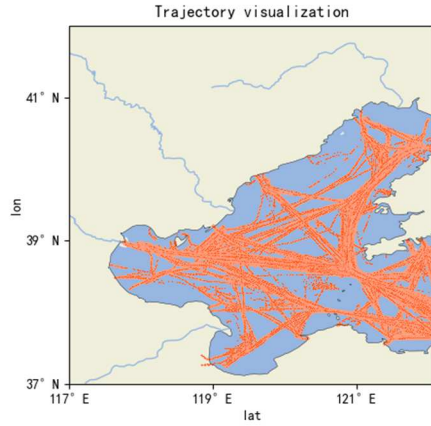 Trajectory visualization
41° N
lon
39° N
37° N
117° E
119° E
121° E
lat